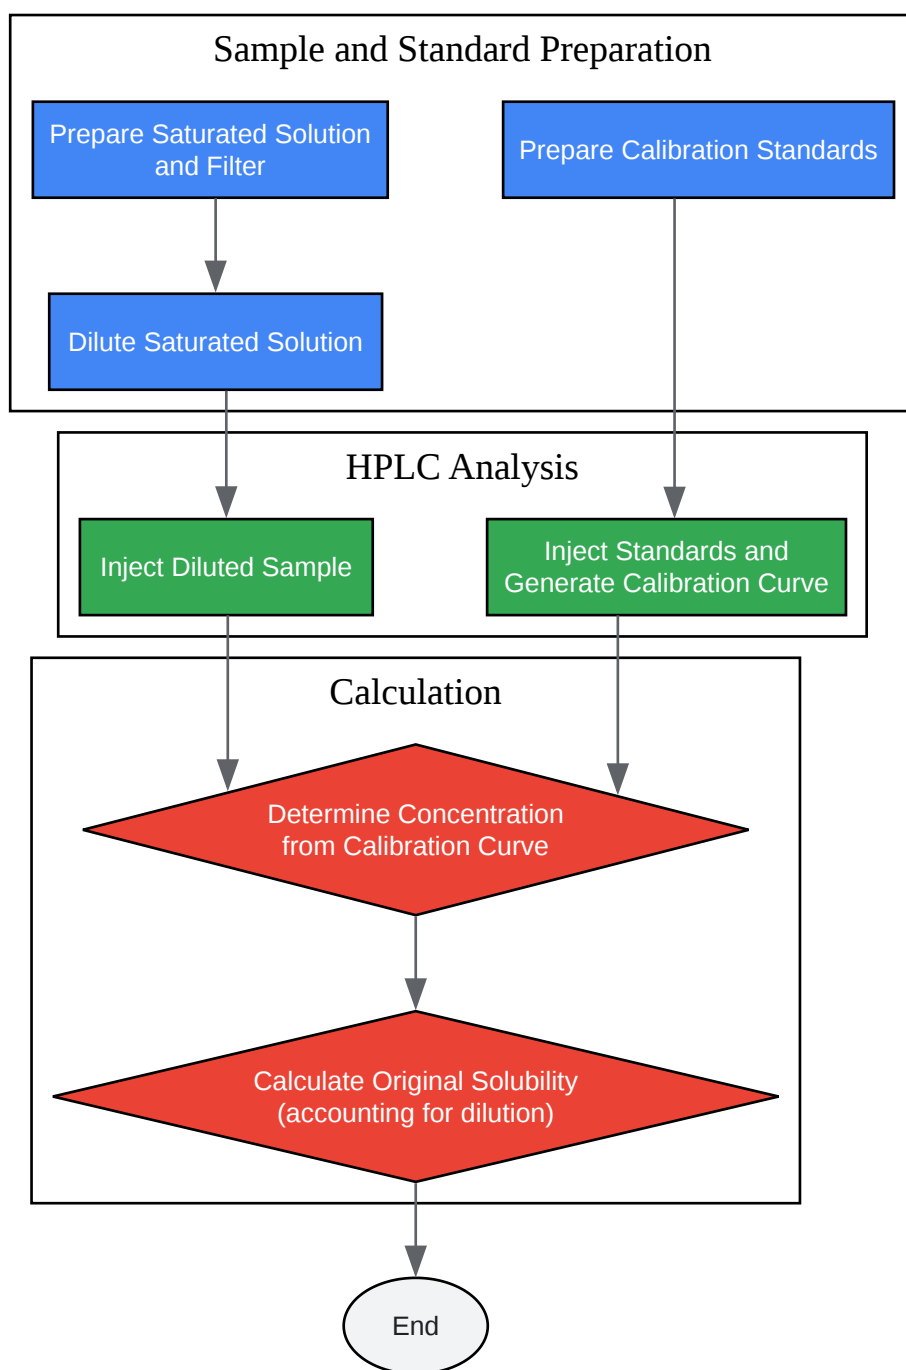 Sample and Standard Preparation
Prepare Saturated Solution
and Filter
Prepare Calibration Standards
Dilute Saturated Solution
HPLC Analysis
Inject Diluted Sample
Inject Standards and
Generate Calibration Curve
Calculation
Determine Concentration
from Calibration Curve
Calculate Original Solubility
(accounting for dilution)
End